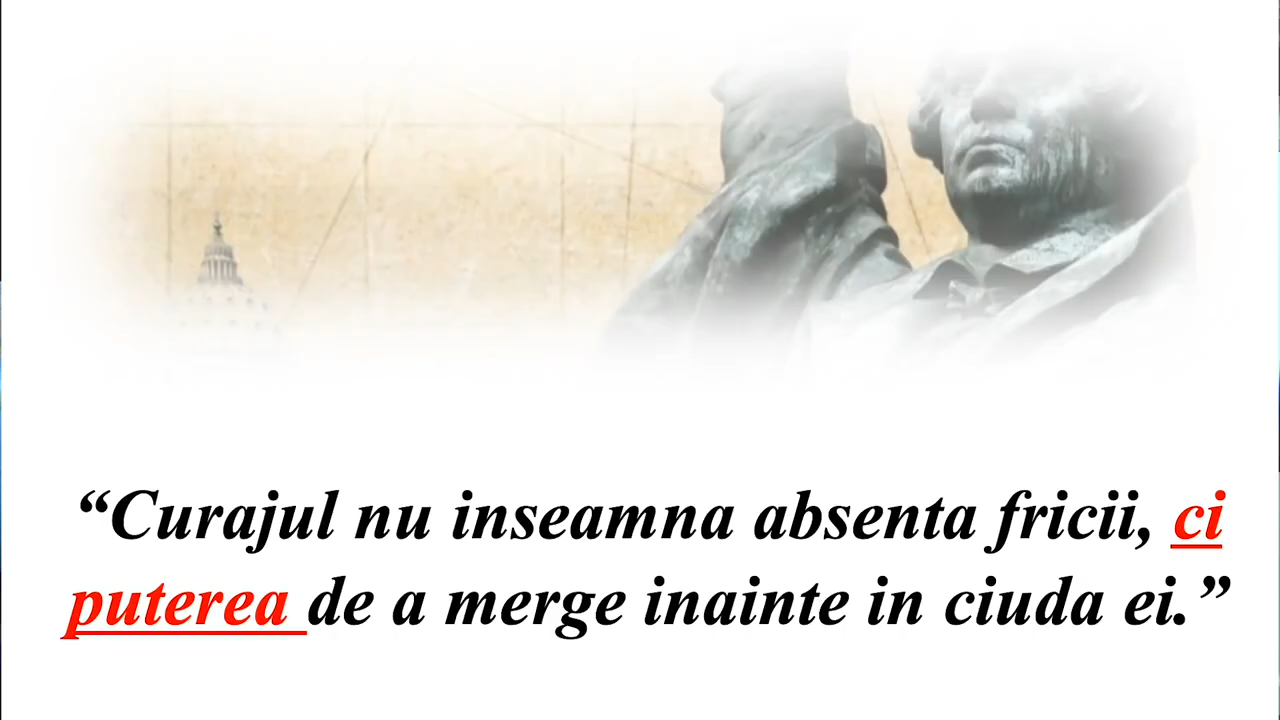 “Curajul nu inseamna absenta fricii, ci
puterea de a merge inainte in ciuda ei.”